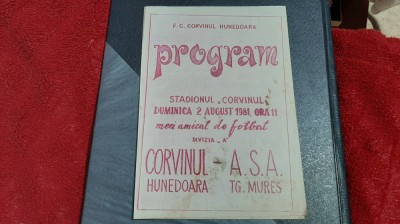 F.C. CORVINUL HUNEDOARA
program
STADIONUL „CORVINUL”
DUMINICA 2 AUGUST 1981, ORA 11
meci amical de fotbal
DIVIZIA „A”
CORVINUL - A.S.A.
HUNEDOARA TG. MUREȘ